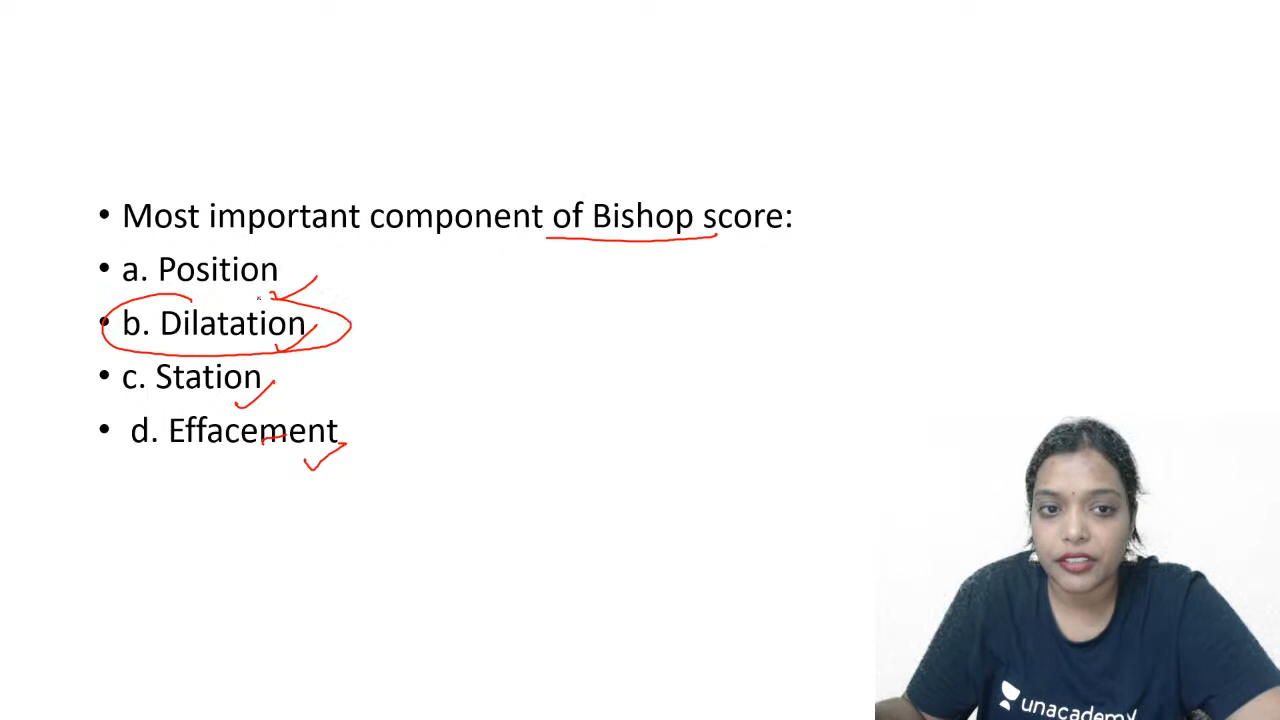 • Most important component of Bishop score:
• a. Position
• b. Dilatation
• c. Station
• d. Effacement
unacademy